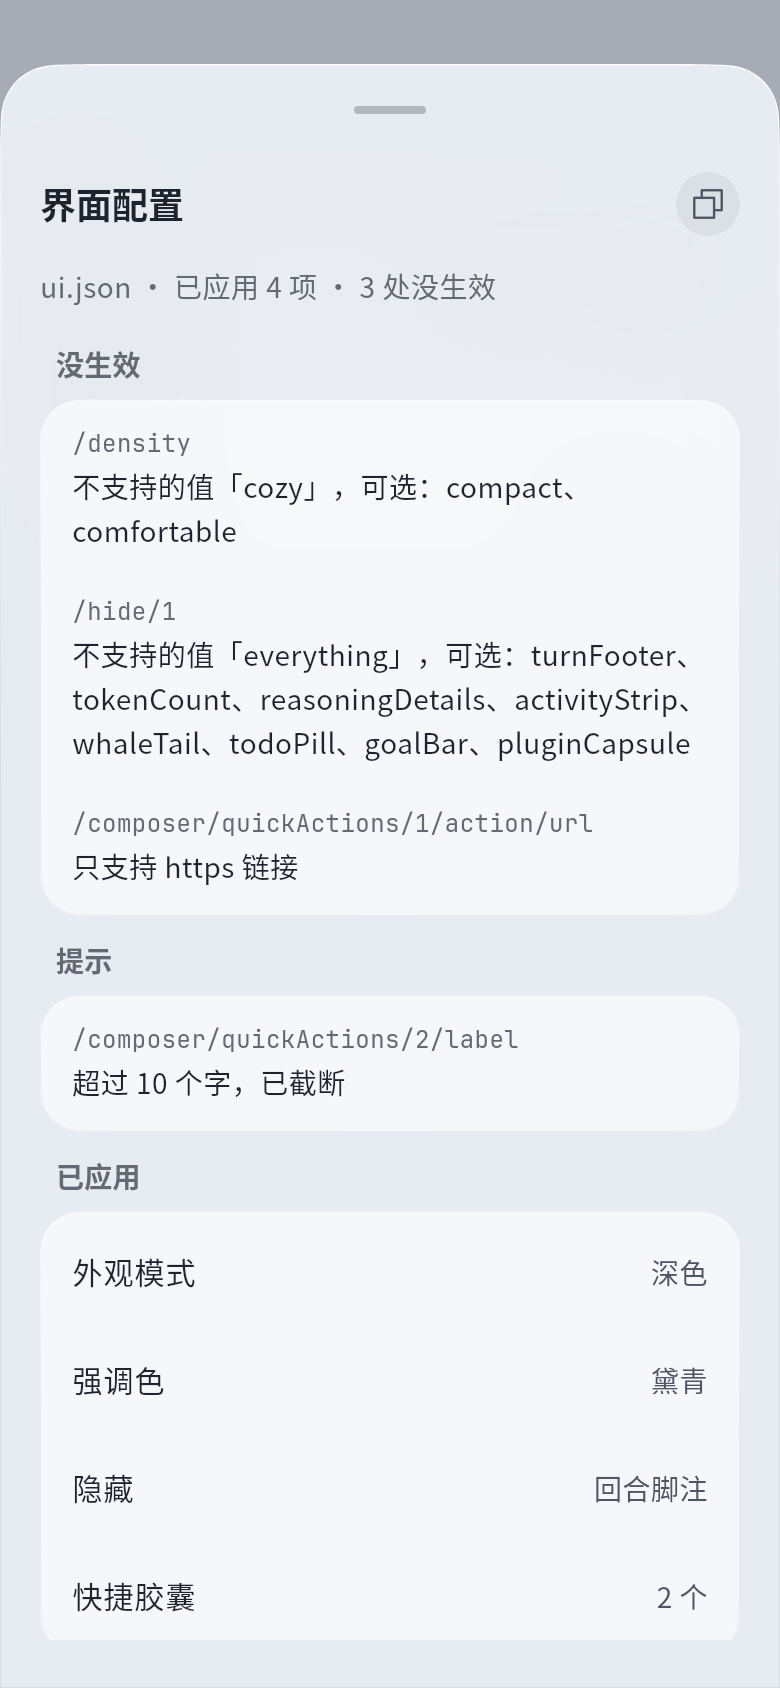 界面配置
ui.json • 已应用 4 项 • 3 处没生效
没生效
/density
不支持的值「cozy」，可选：compact、
comfortable
/hide/1
不支持的值「everything」，可选：turnFooter、
tokenCount、reasoningDetails、activityStrip、
whaleTail、todoPill、goalBar、pluginCapsule
/composer/quickActions/1/action/url
只支持 https 链接
提示
/composer/quickActions/2/label
超过 10 个字，已截断
已应用
外观模式 深色
强调色 黛青
隐藏 回合脚注
快捷胶囊 2 个